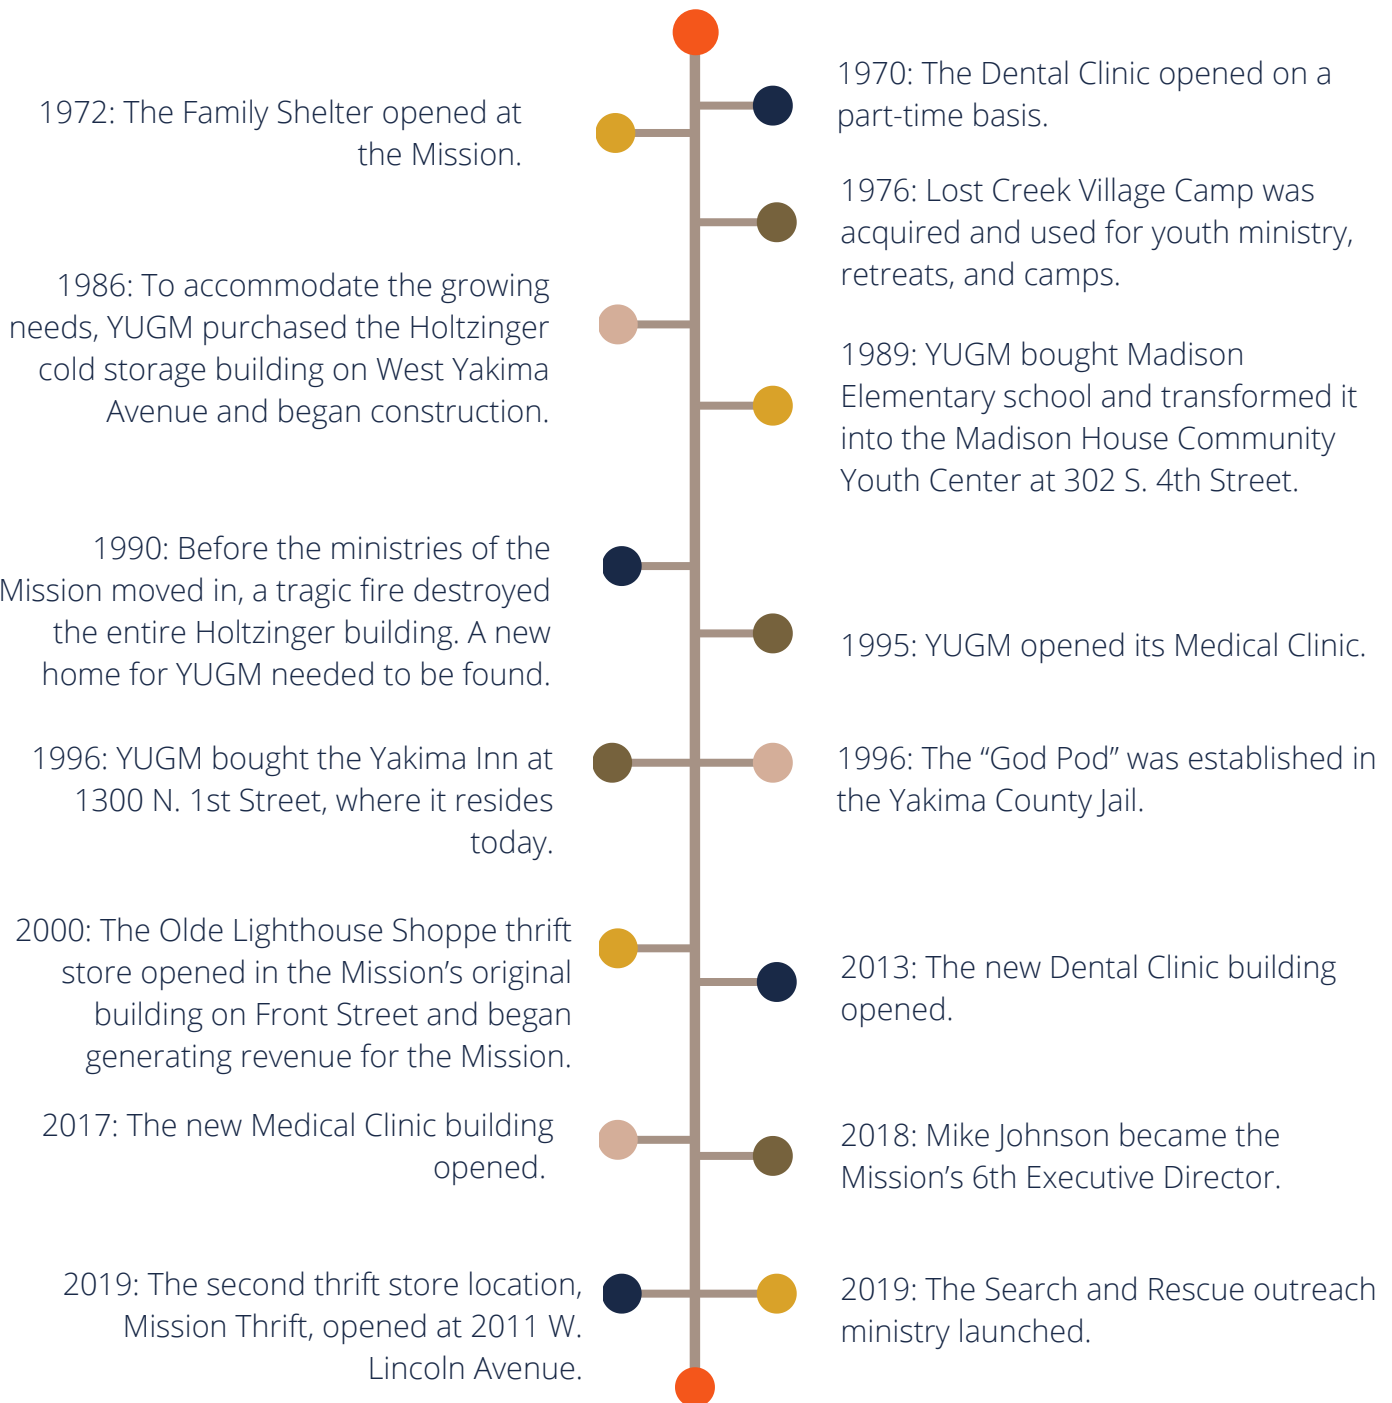 1970: The Dental Clinic opened on a
part-time basis.
1972: The Family Shelter opened at
the Mission.
1976: Lost Creek Village Camp was
acquired and used for youth ministry,
retreats, and camps.
1986: To accommodate the growing
needs, YUGM purchased the Holtzinger
cold storage building on West Yakima
Avenue and began construction.
1989: YUGM bought Madison
Elementary school and transformed it
into the Madison House Community
Youth Center at 302 S. 4th Street.
1990: Before the ministries of the
Mission moved in, a tragic fire destroyed
the entire Holtzinger building. A new
home for YUGM needed to be found.
1995: YUGM opened its Medical Clinic.
1996: YUGM bought the Yakima Inn at
1300 N. 1st Street, where it resides
today.
1996: The “God Pod” was established in
the Yakima County Jail.
2000: The Olde Lighthouse Shoppe thrift
store opened in the Mission’s original
building on Front Street and began
generating revenue for the Mission.
2013: The new Dental Clinic building
opened.
2017: The new Medical Clinic building
opened.
2018: Mike Johnson became the
Mission’s 6th Executive Director.
2019: The second thrift store location,
Mission Thrift, opened at 2011 W.
Lincoln Avenue.
2019: The Search and Rescue outreach
ministry launched.